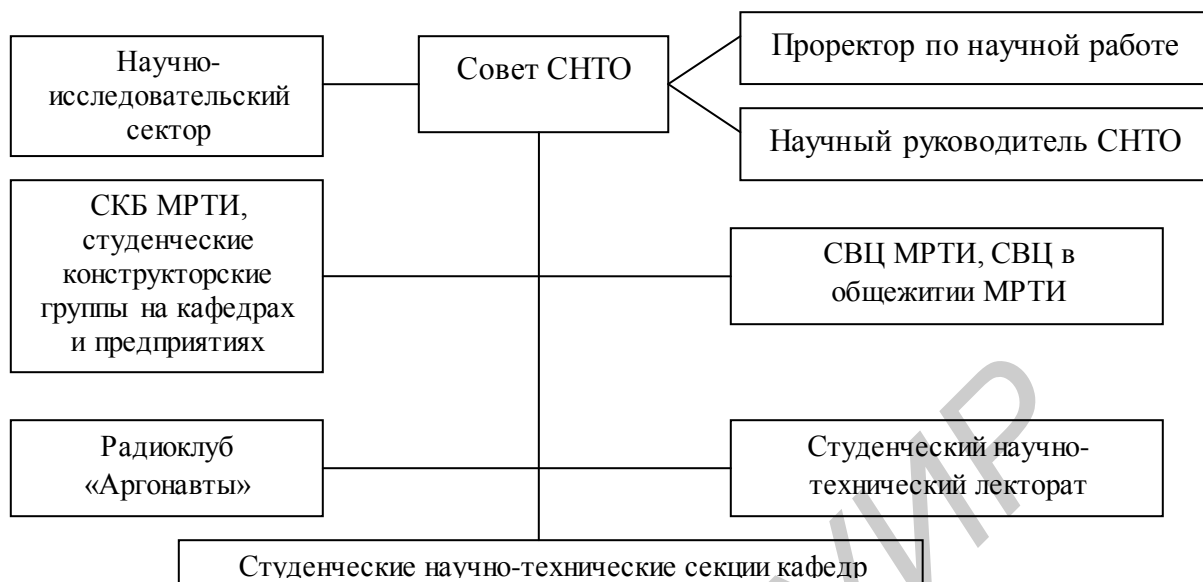 Научно-
исследовательский
сектор
Совет СНТО
Проректор по научной работе
Научный руководитель СНТО
СКБ МРТИ,
студенческие
конструкторские
группы на кафедрах
и предприятиях
СВЦ МРТИ, СВЦ в
общежитии МРТИ
Радиоклуб
«Аргонавты»
Студенческий научно-
технический лекторат
Студенческие научно-технические секции кафедр
УИР